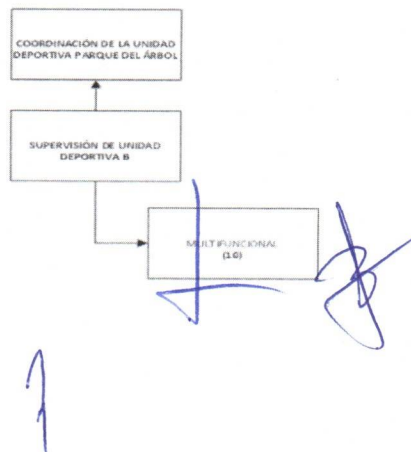 COORDINACIÓN DE LA UNIDAD
DEPORTIVA PARQUE DEL ÁRBOL
SUPERVISIÓN DE UNIDAD
DEPORTIVA B
MULTIFUNCIONAL
(10)